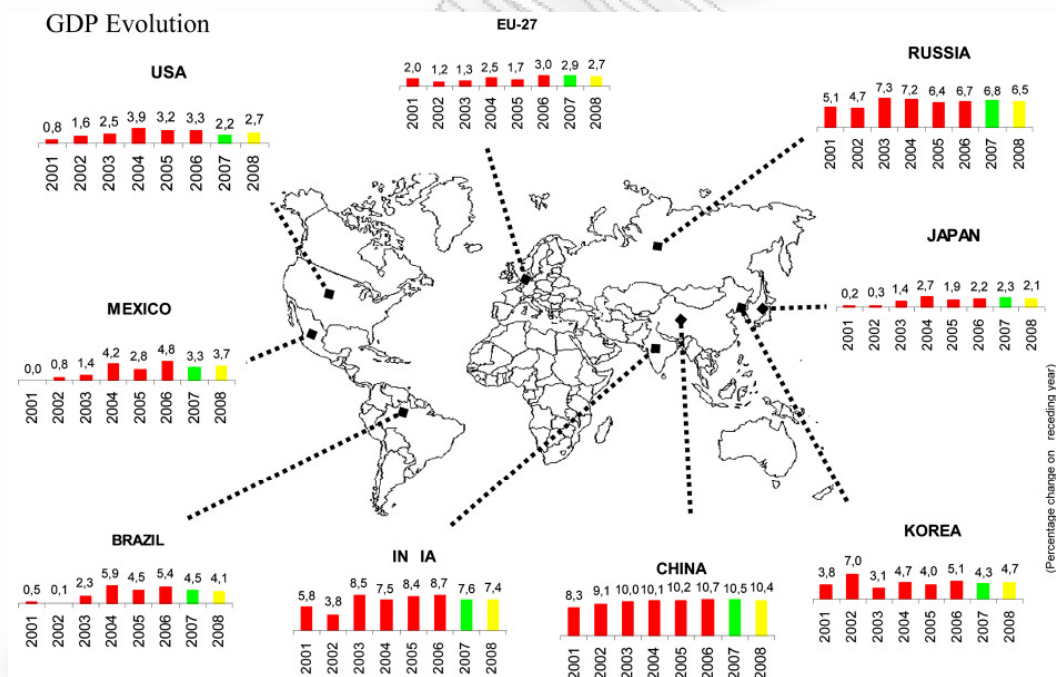 GDP Evolution
USA
0,8 1,6 2,5 3,9 3,2 3,3 2,2 2,7
2001 2002 2003 2004 2005 2006 2007 2008
EU-27
2,0 1,2 1,3 2,5 1,7 3,0 2,9 2,7
2001 2002 2003 2004 2005 2006 2007 2008
RUSSIA
5,1 4,7 7,3 7,2 6,4 6,7 6,8 6,5
2001 2002 2003 2004 2005 2006 2007 2008
JAPAN
0,2 0,3 1,4 2,7 1,9 2,2 2,3 2,1
2001 2002 2003 2004 2005 2006 2007 2008
MEXICO
0,0 0,8 1,4 4,2 2,8 4,8 3,3 3,7
2001 2002 2003 2004 2005 2006 2007 2008
BRAZIL
0,5 0,1 2,3 5,9 4,5 5,4 4,5 4,1
2001 2002 2003 2004 2005 2006 2007 2008
IN IA
5,8 3,8 8,5 7,5 8,4 8,7 7,6 7,4
2001 2002 2003 2004 2005 2006 2007 2008
CHINA
8,3 9,1 10,0 10,1 10,2 10,7 10,5 10,4
2001 2002 2003 2004 2005 2006 2007 2008
KOREA
3,8 7,0 3,1 4,7 4,0 5,1 4,3 4,7
2001 2002 2003 2004 2005 2006 2007 2008
(Percentage change on receding year)